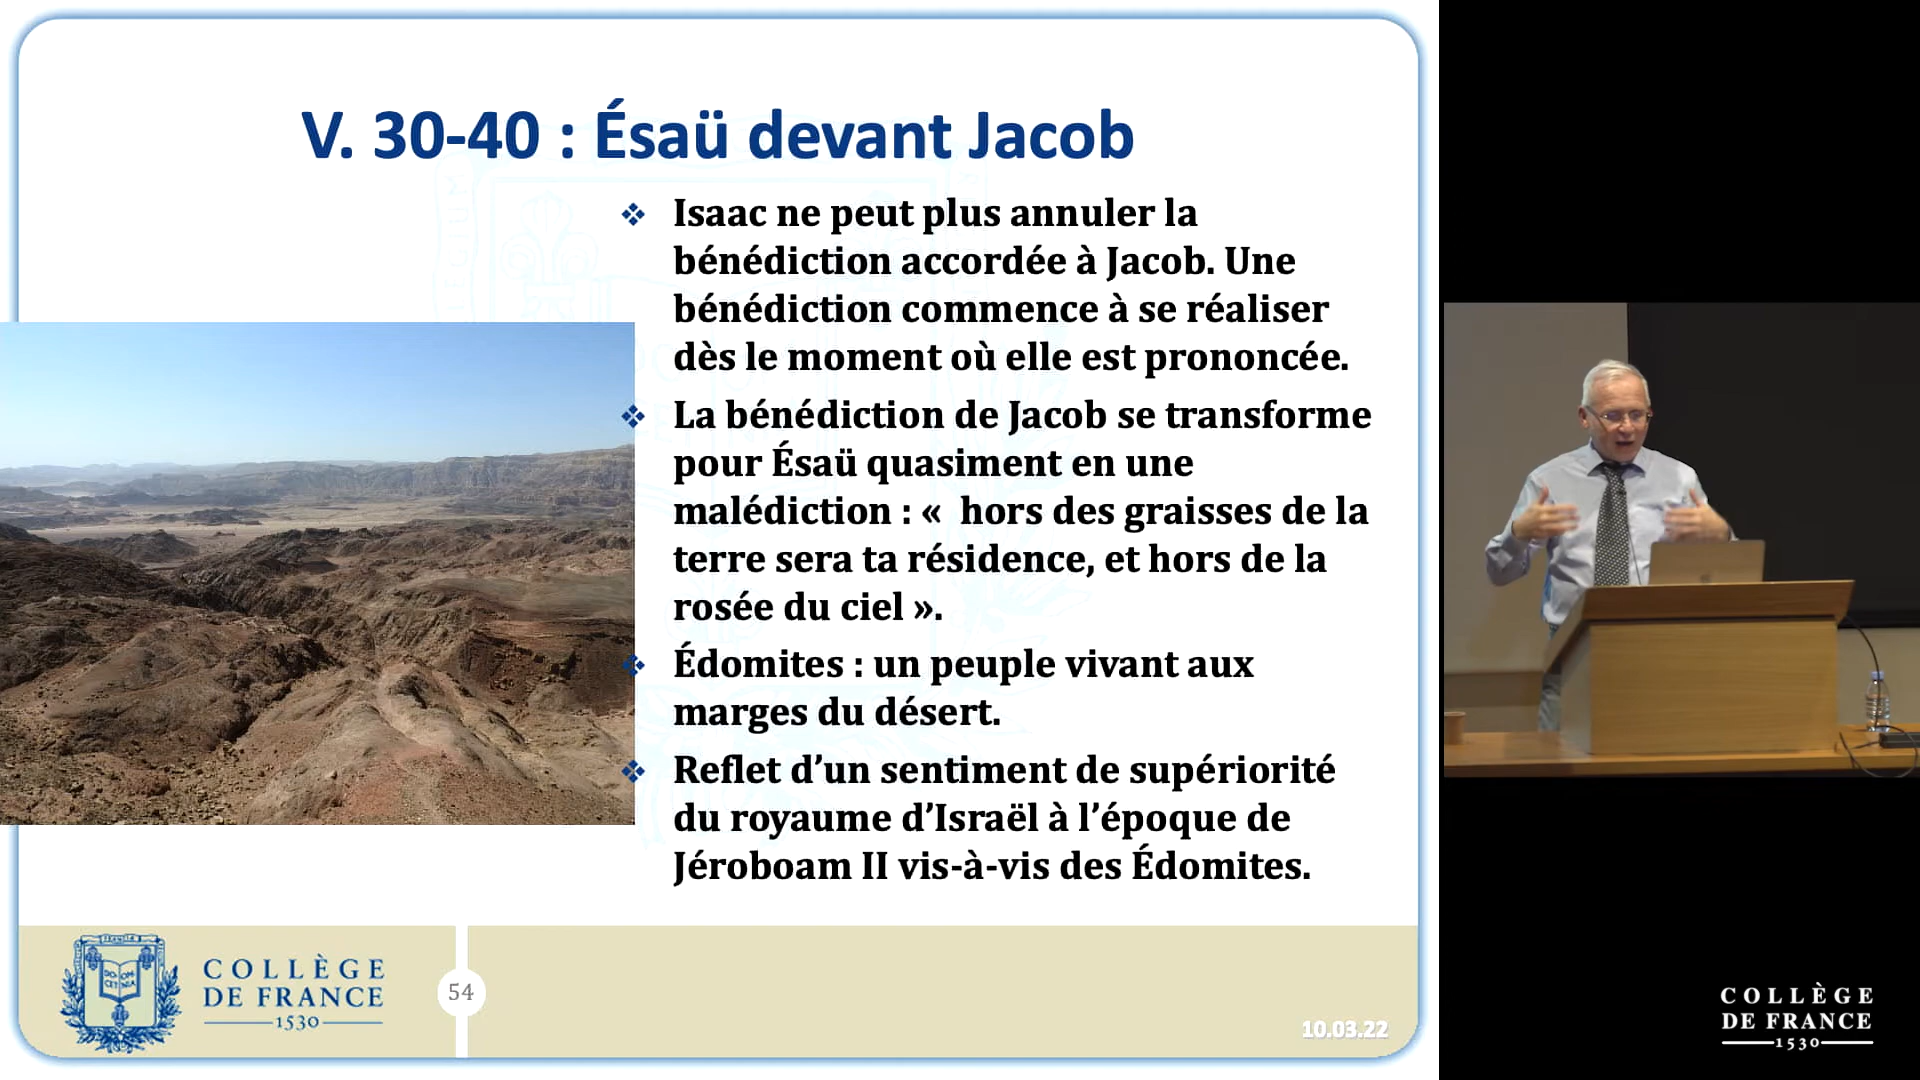 V. 30-40 : Ésaü devant Jacob
❖ Isaac ne peut plus annuler la
bénédiction accordée à Jacob. Une
bénédiction commence à se réaliser
dès le moment où elle est prononcée.
❖ La bénédiction de Jacob se transforme
pour Ésaü quasiment en une
malédiction : «  hors des graisses de la
terre sera ta résidence, et hors de la
rosée du ciel ».
❖ Édomites : un peuple vivant aux
marges du désert.
❖ Reflet d’un sentiment de supériorité
du royaume d’Israël à l’époque de
Jéroboam II vis-à-vis des Édomites.
COLLÈGE
DE FRANCE
1530
54
10.03.22
COLLÈGE
DE FRANCE
1530